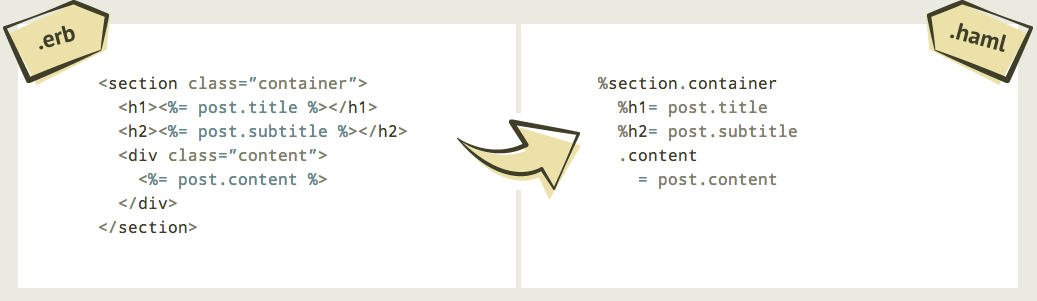 .erb
<section class="container">
  <h1><%= post.title %></h1>
  <h2><%= post.subtitle %></h2>
  <div class="content">
    <%= post.content %>
  </div>
</section>
.haml
%section.container
  %h1= post.title
  %h2= post.subtitle
  .content
    = post.content